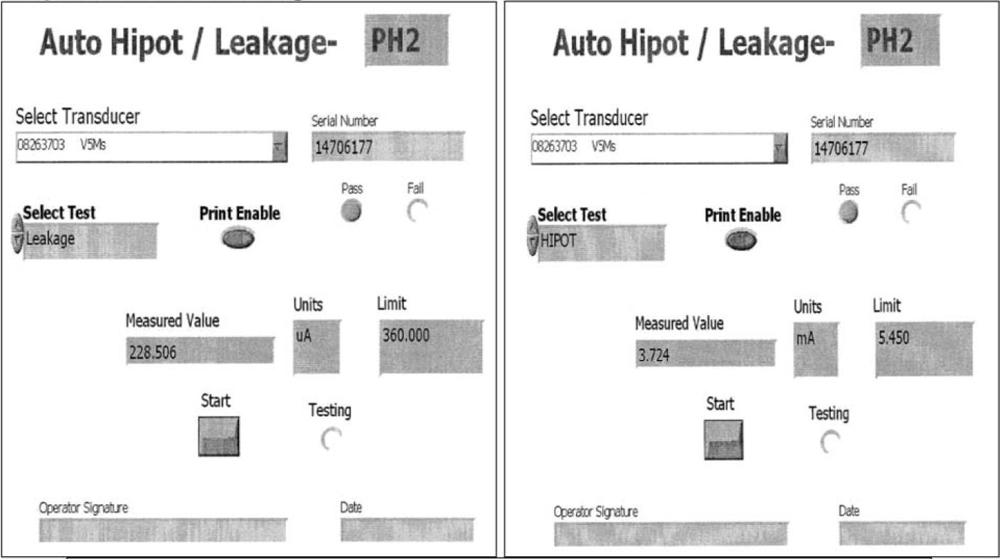 Auto Hipot / Leakage- PH2
Select Transducer
Serial Number
08263703 V5Ms
14706177
Pass Fail
Select Test
Print Enable
Leakage
Units Limit
Measured Value
uA 360.000
228.506
Start
Testing
Operator Signature Date
Auto Hipot / Leakage- PH2
Select Transducer
Serial Number
08263703 V5Ms
14706177
Pass Fail
Select Test
Print Enable
HIPOT
Units Limit
Measured Value
mA 5.450
3.724
Start
Testing
Operator Signature Date